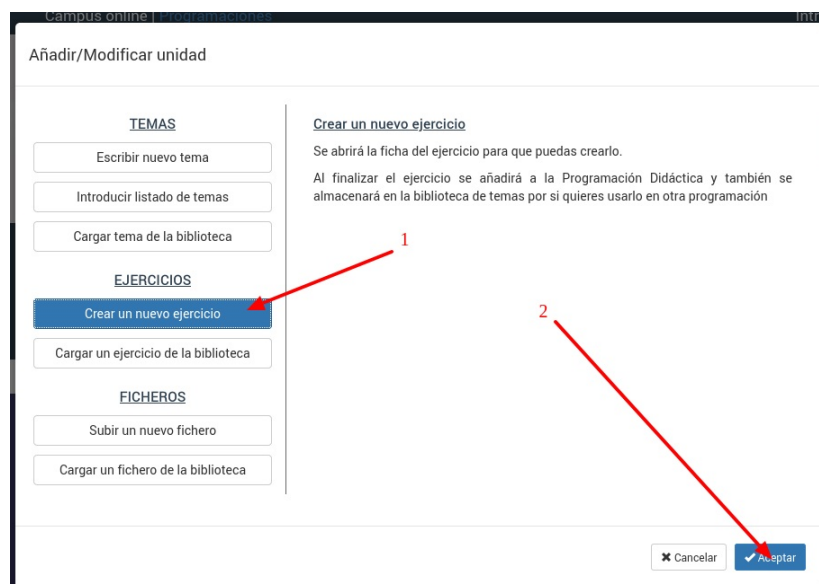 Campus online | Programaciones
Intr
Añadir/Modificar unidad
TEMAS
Escribir nuevo tema
Introducir listado de temas
Cargar tema de la biblioteca
EJERCICIOS
Crear un nuevo ejercicio
Cargar un ejercicio de la biblioteca
FICHEROS
Subir un nuevo fichero
Cargar un fichero de la biblioteca
Crear un nuevo ejercicio
Se abrirá la ficha del ejercicio para que puedas crearlo.
Al finalizar el ejercicio se añadirá a la Programación Didáctica y también se
almacenará en la biblioteca de temas por si quieres usarlo en otra programación
1
2
Cancelar
Aceptar